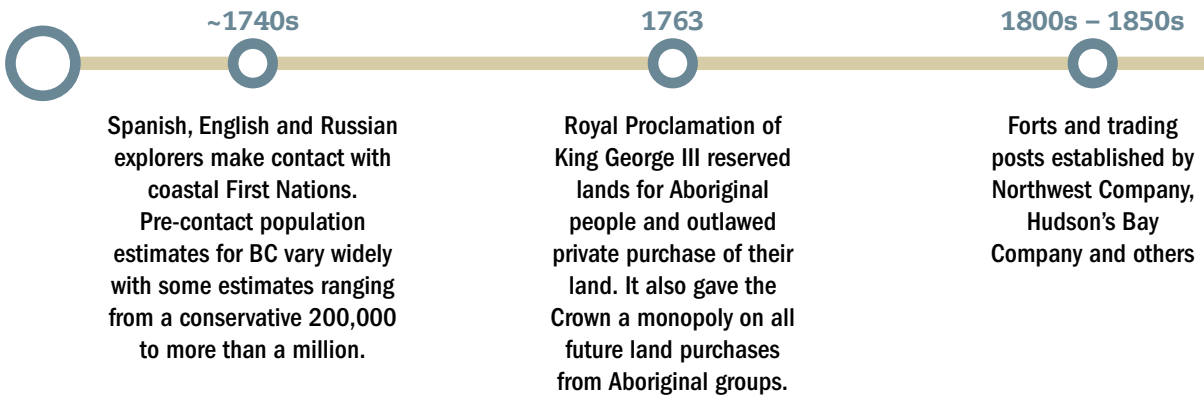 ~1740s
Spanish, English and Russian
explorers make contact with
coastal First Nations.
Pre-contact population
estimates for BC vary widely
with some estimates ranging
from a conservative 200,000
to more than a million.
1763
Royal Proclamation of
King George III reserved
lands for Aboriginal
people and outlawed
private purchase of their
land. It also gave the
Crown a monopoly on all
future land purchases
from Aboriginal groups.
1800s – 1850s
Forts and trading
posts established by
Northwest Company,
Hudson's Bay
Company and others